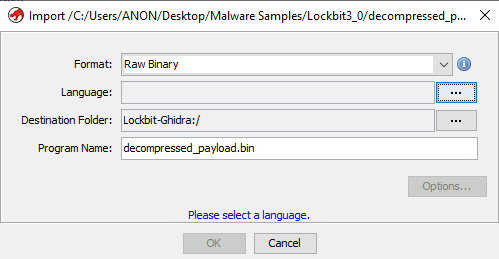 Import /C:/Users/ANON/Desktop/Malware Samples/Lockbit3_0/decompressed_p...
Format: Raw Binary
Language: ...
Destination Folder: Lockbit-Ghidra:/ ...
Program Name: decompressed_payload.bin
Options...
Please select a language.
OK Cancel